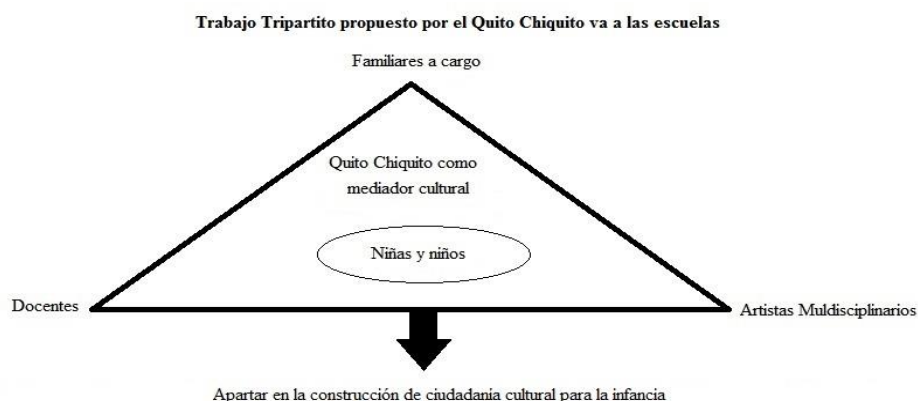 Trabajo Tripartito propuesto por el Quito Chiquito va a las escuelas
Familiares a cargo
Quito Chiquito como
mediador cultural
Niñas y niños
Docentes
Artistas Muldisciplinarios
Apartar en la construcción de ciudadanía cultural para la infancia